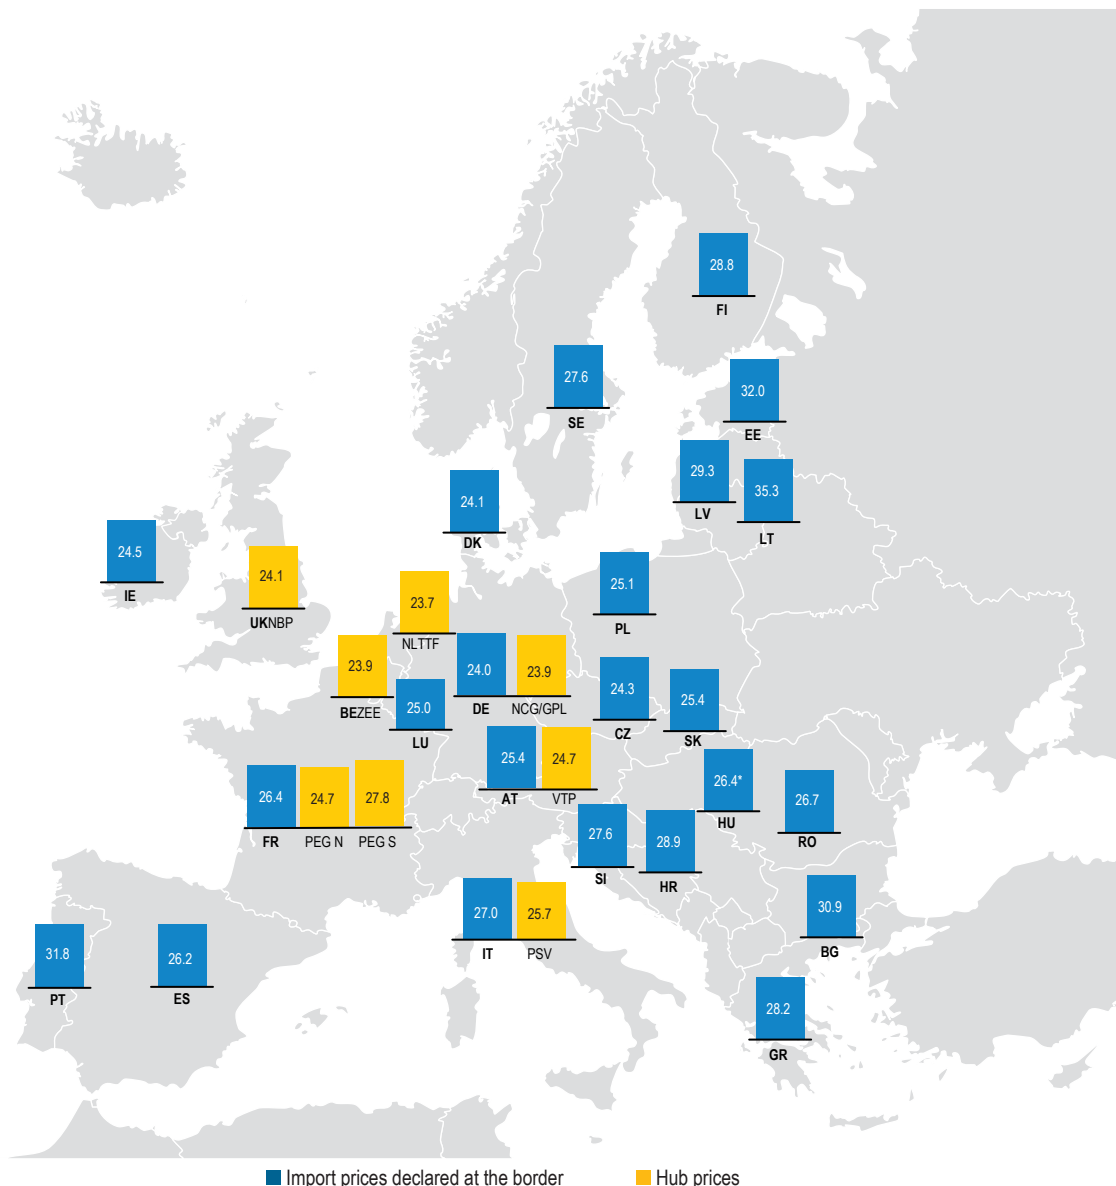 28.8
FI
27.6
SE
32.0
EE
29.3
LV
35.3
LT
24.1
DK
24.5
IE
24.1
UKNBP
23.7
NLTTF
25.1
PL
23.9
BEZEE
25.0
LU
24.0
DE
23.9
NCG/GPL
24.3
CZ
25.4
SK
25.4
AT
24.7
VTP
26.4*
HU
26.7
RO
26.4
FR
24.7
PEG N
27.8
PEG S
27.6
SI
28.9
HR
30.9
BG
27.0
IT
25.7
PSV
31.8
PT
26.2
ES
28.2
GR
Import prices declared at the border
Hub prices